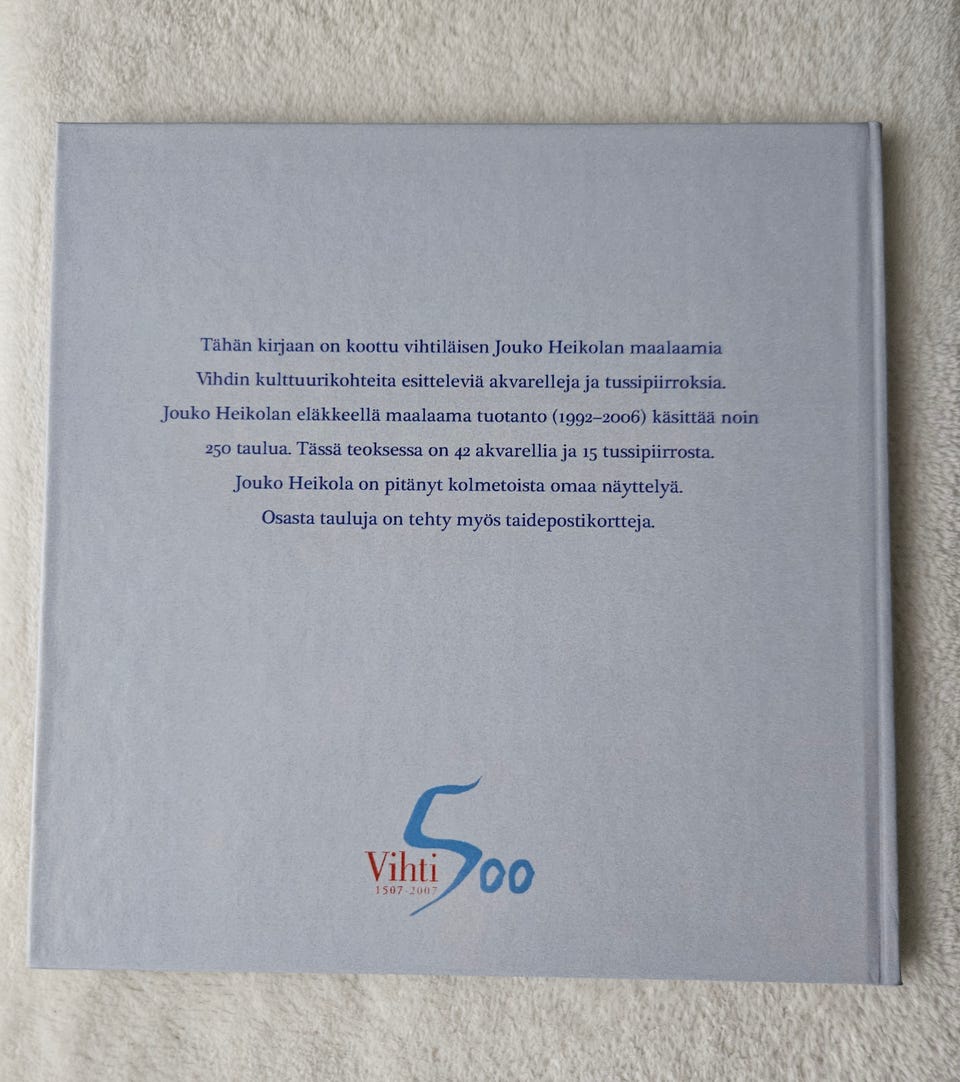 Tähän kirjaan on koottu vihtiläisen Jouko Heikolan maalaamia
Vihdin kulttuurikohteita esitteleviä akvarelleja ja tussipiirroksia.
Jouko Heikolan eläkkeellä maalaama tuotanto (1992–2006) käsittää noin
250 taulua. Tässä teoksessa on 42 akvarellia ja 15 tussipiirrosta.
Jouko Heikola on pitänyt kolmetoista omaa näyttelyä.
Osasta tauluja on tehty myös taidepostikortteja.
Vihti 500
1507-2007